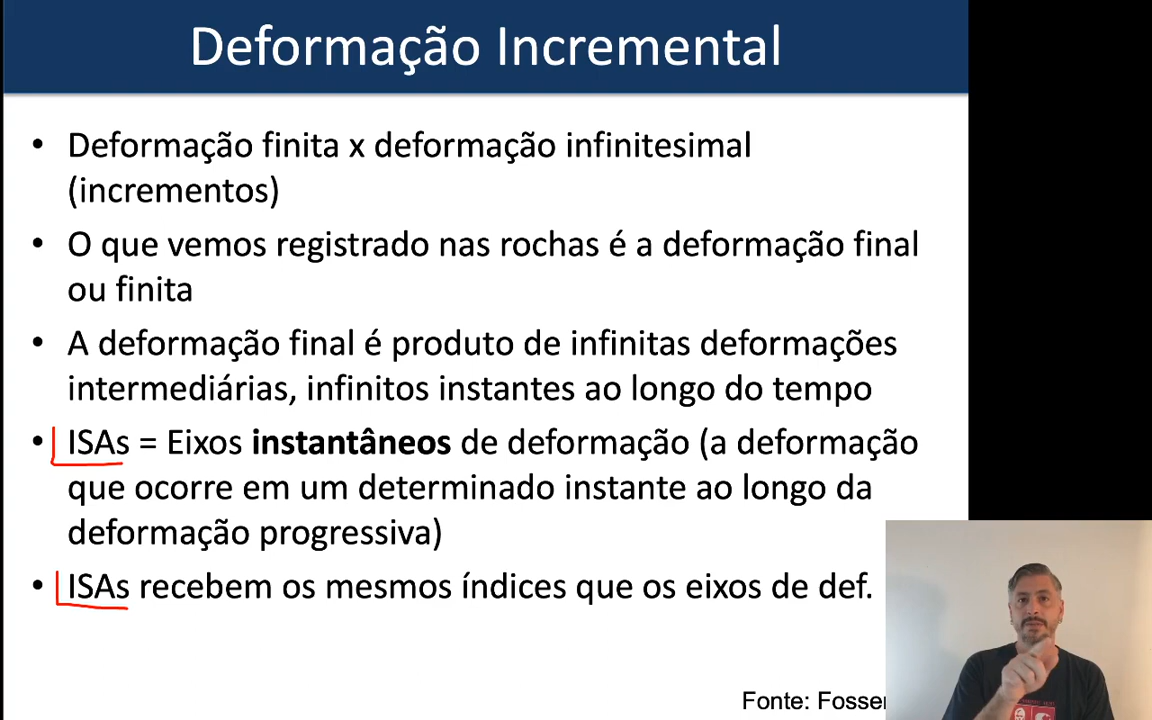 Deformação Incremental
• Deformação finita x deformação infinitesimal
(incrementos)
• O que vemos registrado nas rochas é a deformação final
ou finita
• A deformação final é produto de infinitas deformações
intermediárias, infinitos instantes ao longo do tempo
• ISAs = Eixos instantâneos de deformação (a deformação
que ocorre em um determinado instante ao longo da
deformação progressiva)
• ISAs recebem os mesmos índices que os eixos de def.
Fonte: